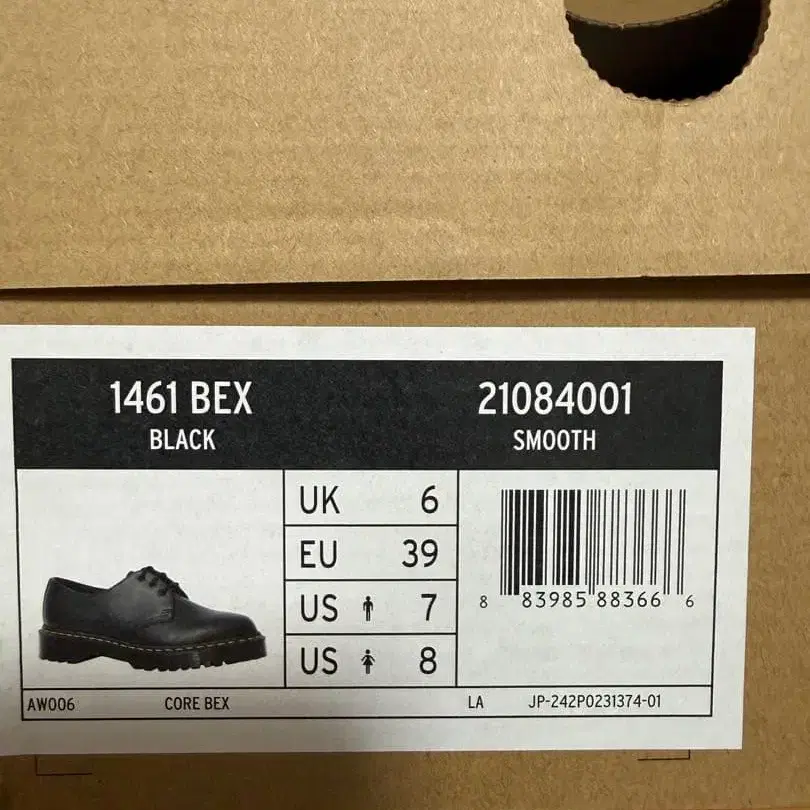 1461 BEX
BLACK
21084001
SMOOTH
UK 6
EU 39
US 7
US 8
8 83985 88366 6
AW006 CORE BEX LA JP-242P0231374-01